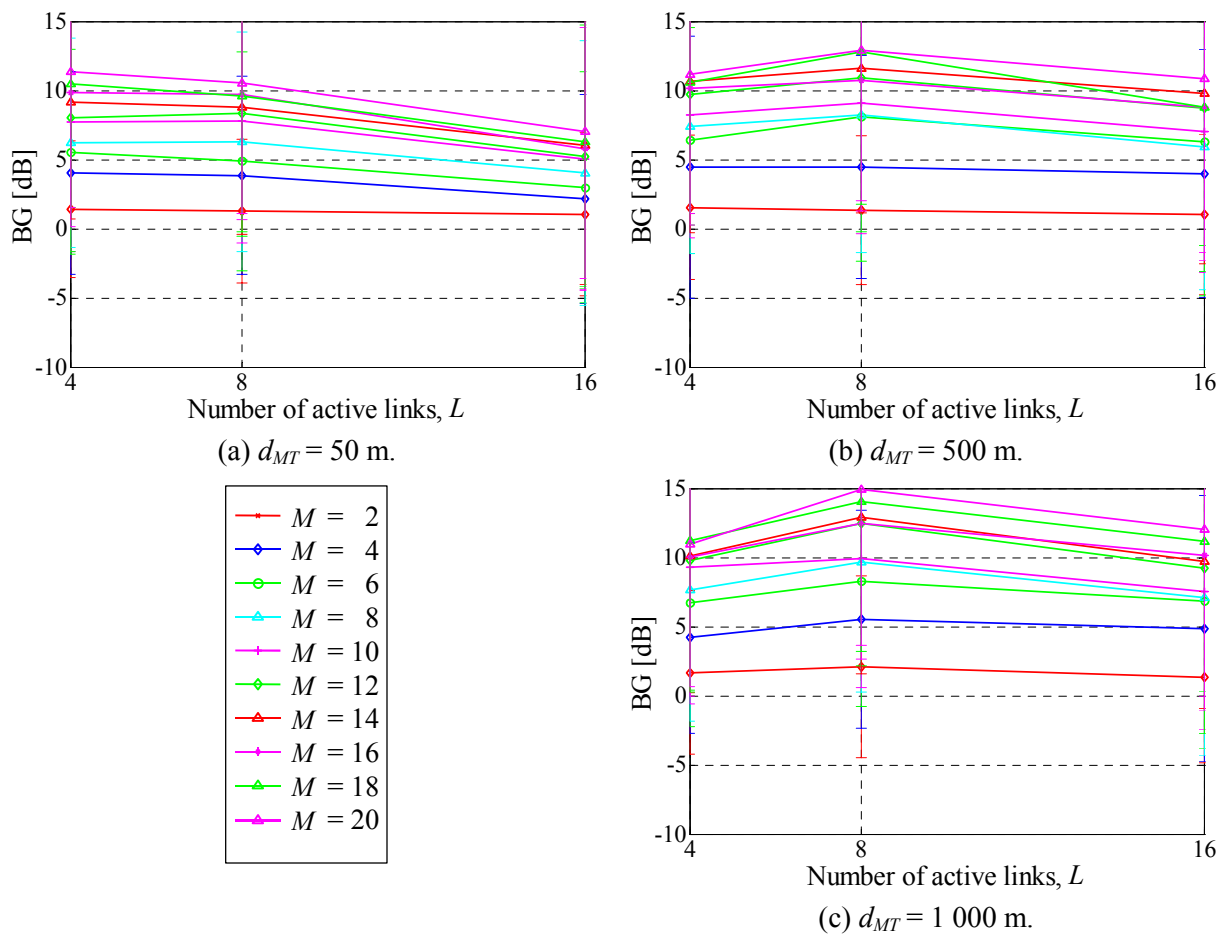 15
10
5
0
-5
-10
BG [dB]
4 8 16
Number of active links, L
(a) d_MT = 50 m.
15
10
5
0
-5
-10
BG [dB]
4 8 16
Number of active links, L
(b) d_MT = 500 m.
M = 2
M = 4
M = 6
M = 8
M = 10
M = 12
M = 14
M = 16
M = 18
M = 20
15
10
5
0
-5
-10
BG [dB]
4 8 16
Number of active links, L
(c) d_MT = 1 000 m.